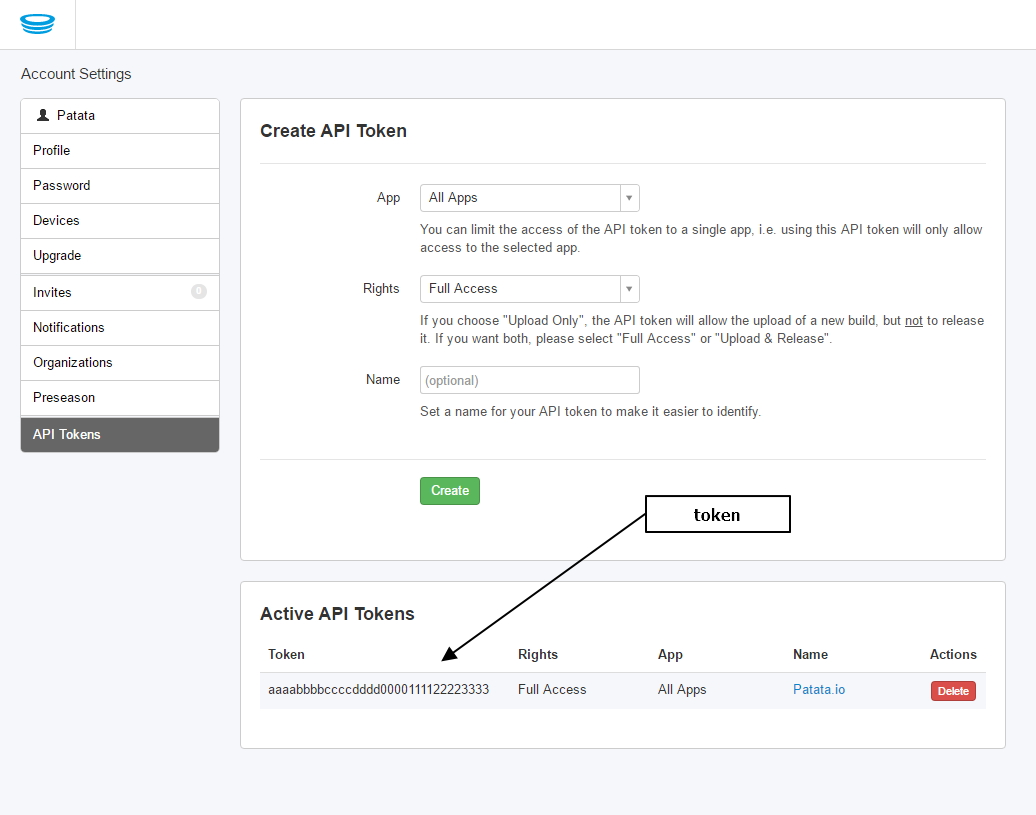 Account Settings
Patata
Profile
Password
Devices
Upgrade
Invites 0
Notifications
Organizations
Preseason
API Tokens
Create API Token
App All Apps
You can limit the access of the API token to a single app, i.e. using this API token will only allow
access to the selected app.
Rights Full Access
If you choose "Upload Only", the API token will allow the upload of a new build, but not to release
it. If you want both, please select "Full Access" or "Upload & Release".
Name (optional)
Set a name for your API token to make it easier to identify.
Create
token
Active API Tokens
Token Rights App Name Actions
aaaabbbbccccdddd0000111122223333 Full Access All Apps Patata.io Delete